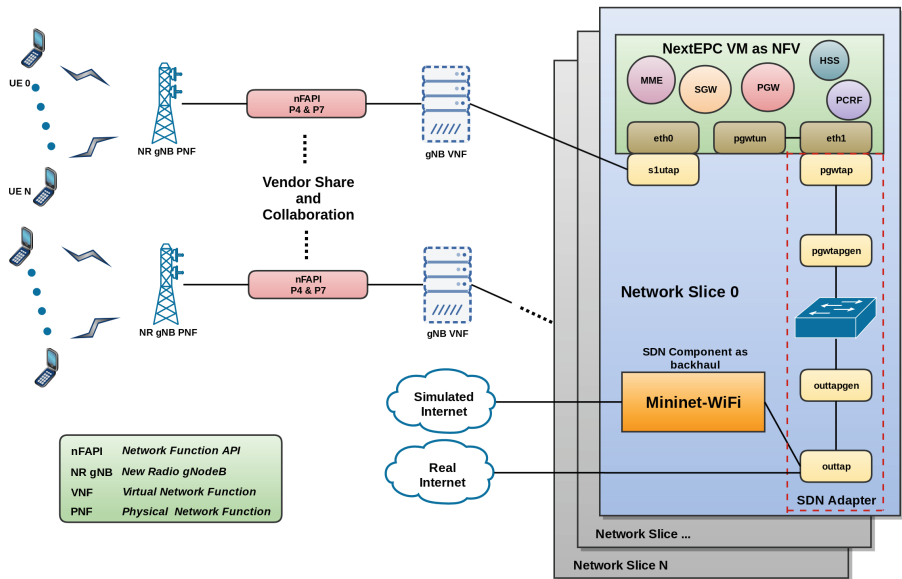 NextEPC VM as NFV
MME
SGW
PGW
HSS
PCRF
eth0
pgwtun
eth1
s1utap
pgwtap
UE 0
NR gNB PNF
nFAPI
P4 & P7
gNB VNF
UE N
Vendor Share
and
Collaboration
pgwtapgen
NR gNB PNF
nFAPI
P4 & P7
gNB VNF
Network Slice 0
SDN Component as
backhaul
Mininet-WiFi
outtapgen
outtap
SDN Adapter
Simulated
Internet
Real
Internet
nFAPI Network Function API
NR gNB New Radio gNodeB
VNF Virtual Network Function
PNF Physical Network Function
Network Slice ...
Network Slice N